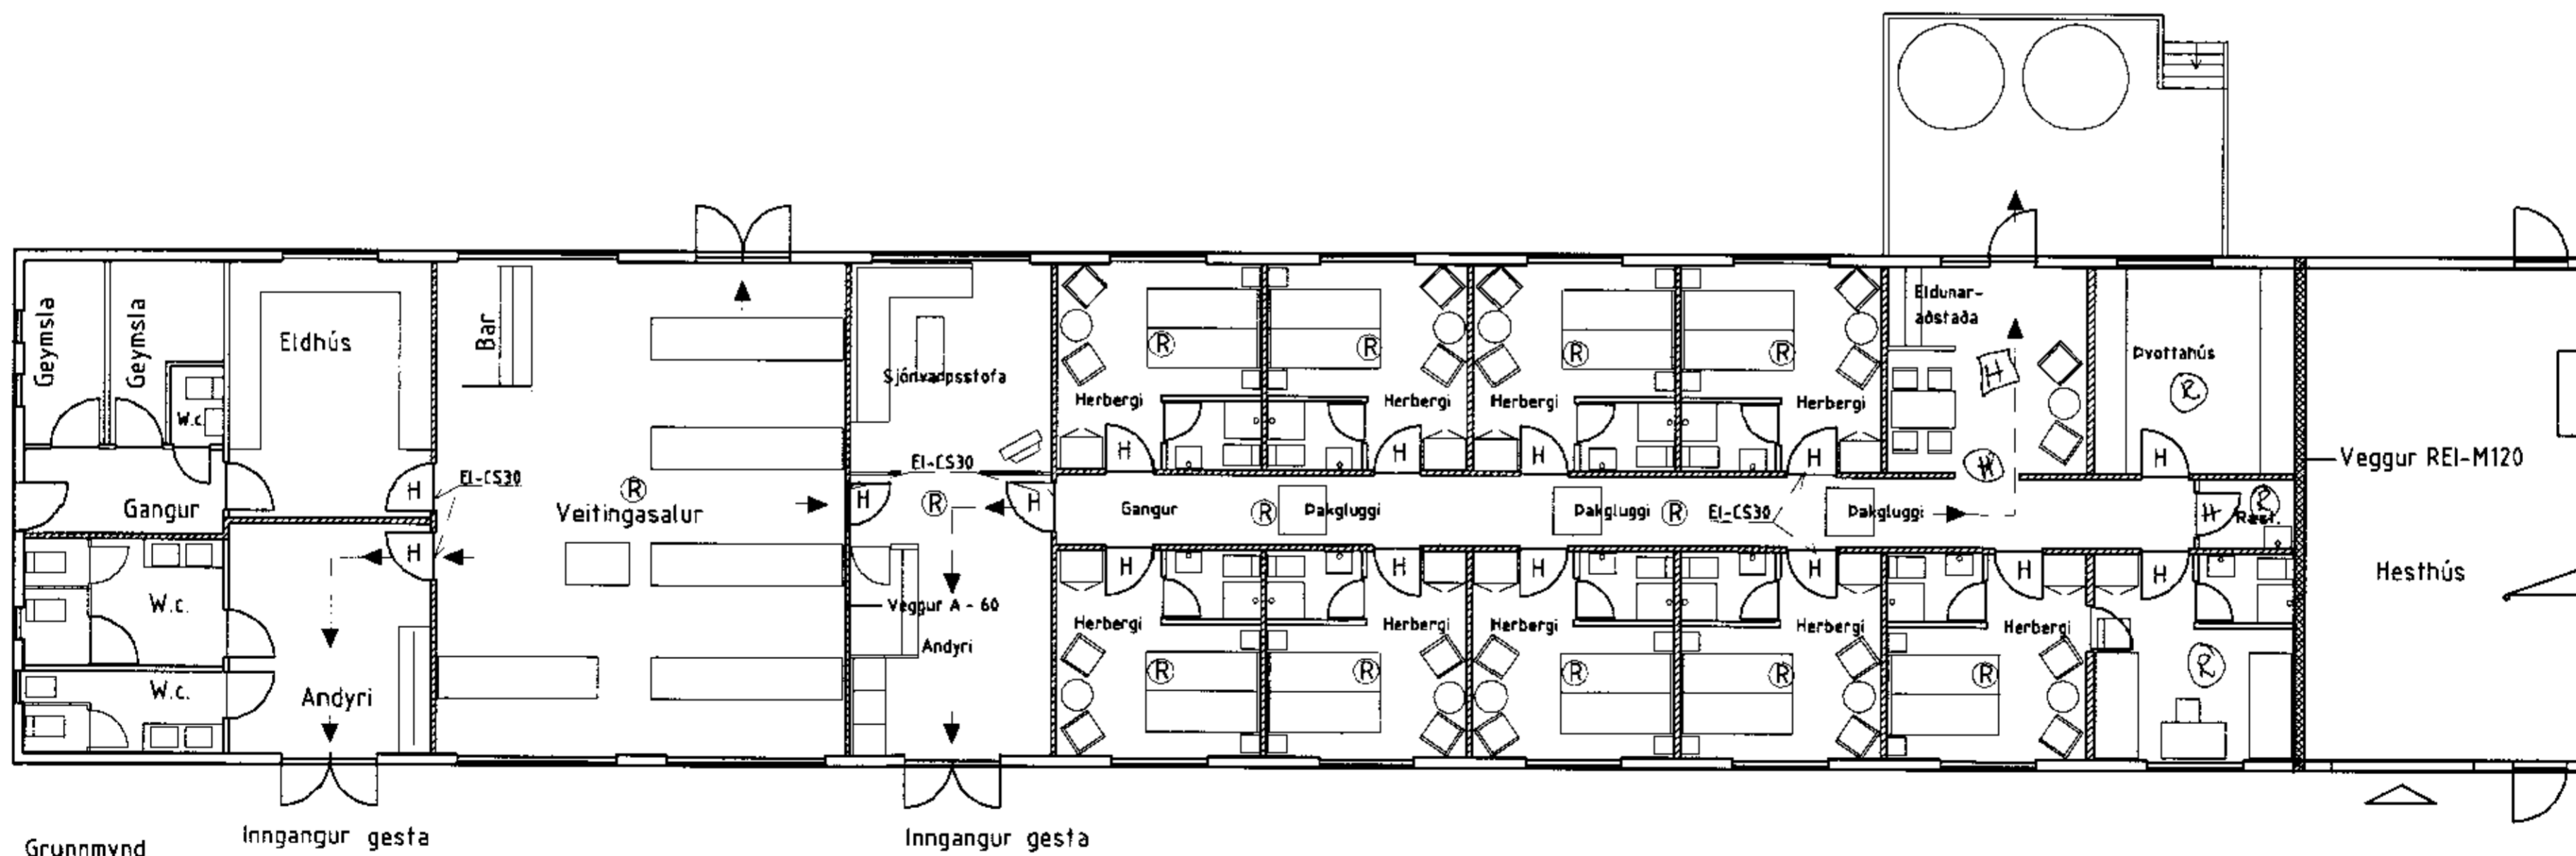 Geymsla
Geymsla
W.c.
Eldhús
Bar
Sjónvarpsstofa
Herbergi
Herbergi
Herbergi
Herbergi
Eldunar-
aðstaða
Þvottahús
R
R
R
R
R
H
H
H
H
H
H
H
Gangur
H
EI-CS30
Veitingasalur
R
H
EI-CS30
R
H
Gangur
R
Þakgluggi
Þakgluggi
R
EI-CS30
Þakgluggi
H
R
Ræst.
Veggur REI-M120
Hesthús
W.c.
W.c.
H
Andyri
Veggur A - 60
Andyri
H
H
H
H
H
H
Herbergi
Herbergi
Herbergi
Herbergi
Herbergi
R
R
R
R
R
R
Inngangur gesta
Inngangur gesta
Grunnmynd